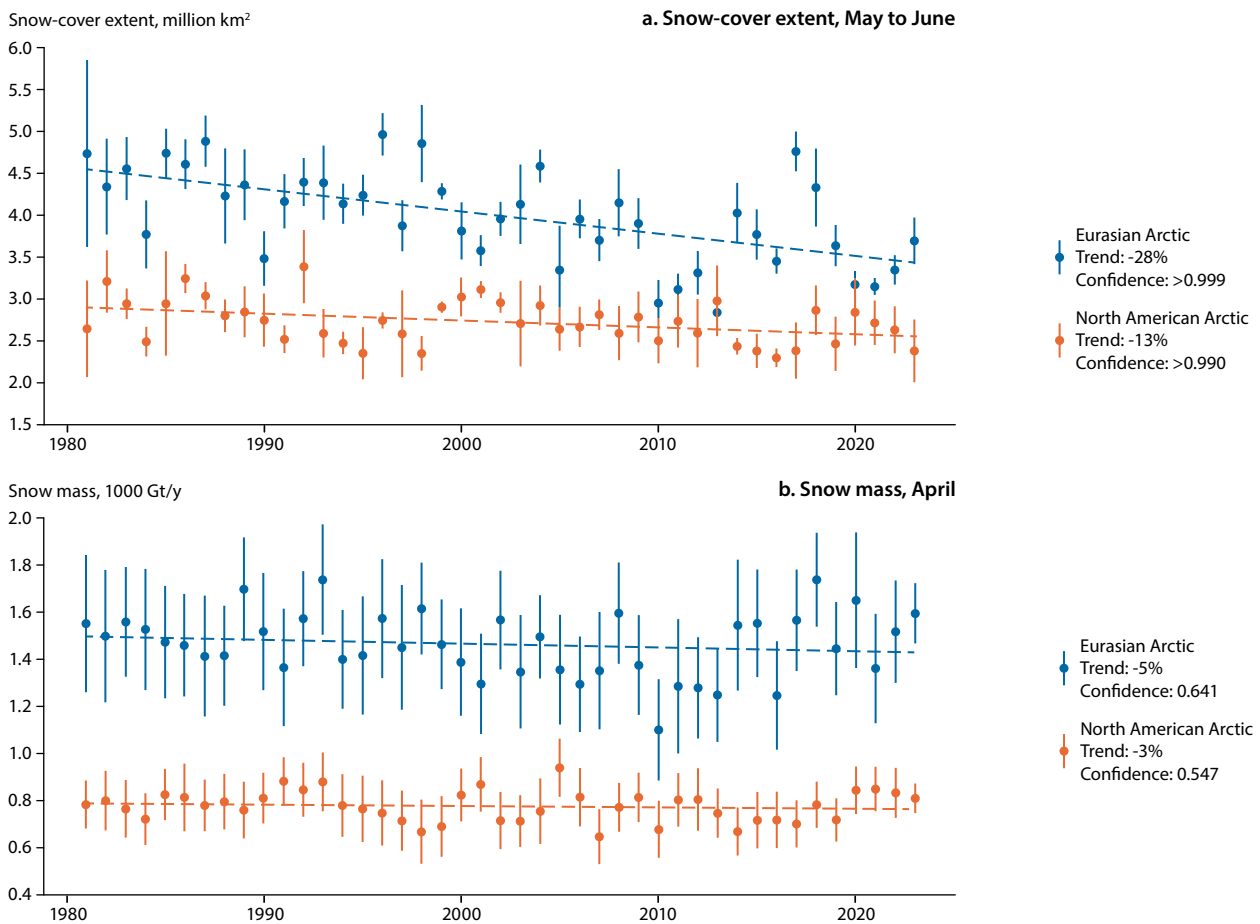 Snow-cover extent, million km²
a. Snow-cover extent, May to June
6.0
5.5
5.0
4.5
4.0
3.5
3.0
2.5
2.0
1.5
1980
1990
2000
2010
2020
Eurasian Arctic
Trend: -28%
Confidence: >0.999
North American Arctic
Trend: -13%
Confidence: >0.990
Snow mass, 1000 Gt/y
b. Snow mass, April
2.0
1.8
1.6
1.4
1.2
1.0
0.8
0.6
0.4
1980
1990
2000
2010
2020
Eurasian Arctic
Trend: -5%
Confidence: 0.641
North American Arctic
Trend: -3%
Confidence: 0.547